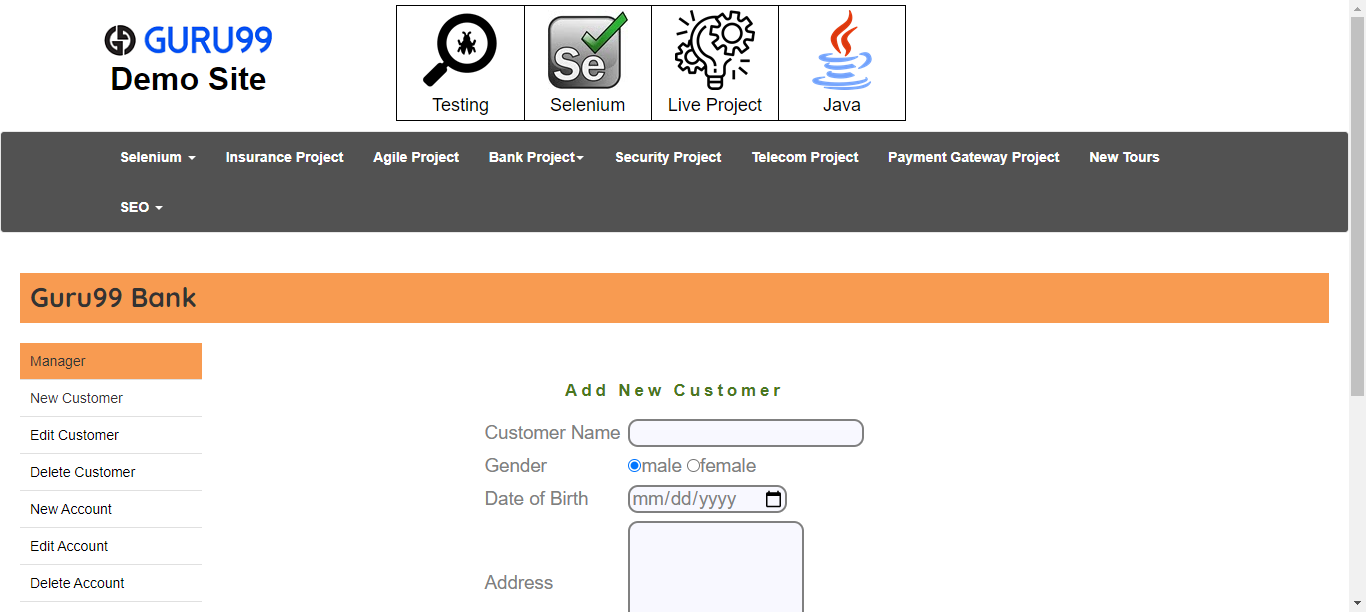 GURU99
Demo Site
Testing
Se
Selenium
Live Project
Java
Selenium
Insurance Project
Agile Project
Bank Project
Security Project
Telecom Project
Payment Gateway Project
New Tours
SEO
Guru99 Bank
Manager
New Customer
Edit Customer
Delete Customer
New Account
Edit Account
Delete Account
Add New Customer
Customer Name
Gender male female
Date of Birth mm/dd/yyyy
Address